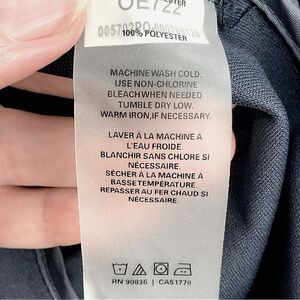 OE722
100% POLYESTER
MACHINE WASH COLD.
USE NON-CHLORINE
BLEACH WHEN NEEDED.
TUMBLE DRY LOW.
WARM IRON, IF NECESSARY.
LAVER À LA MACHINE À
L'EAU FROIDE.
BLANCHIR SANS CHLORE SI
NÉCESSAIRE.
SÉCHER À LA MACHINE À
BASSE TEMPÉRATURE.
REPASSER AU FER CHAUD SI
NÉCESSAIRE.
RN 90836 | CA51778